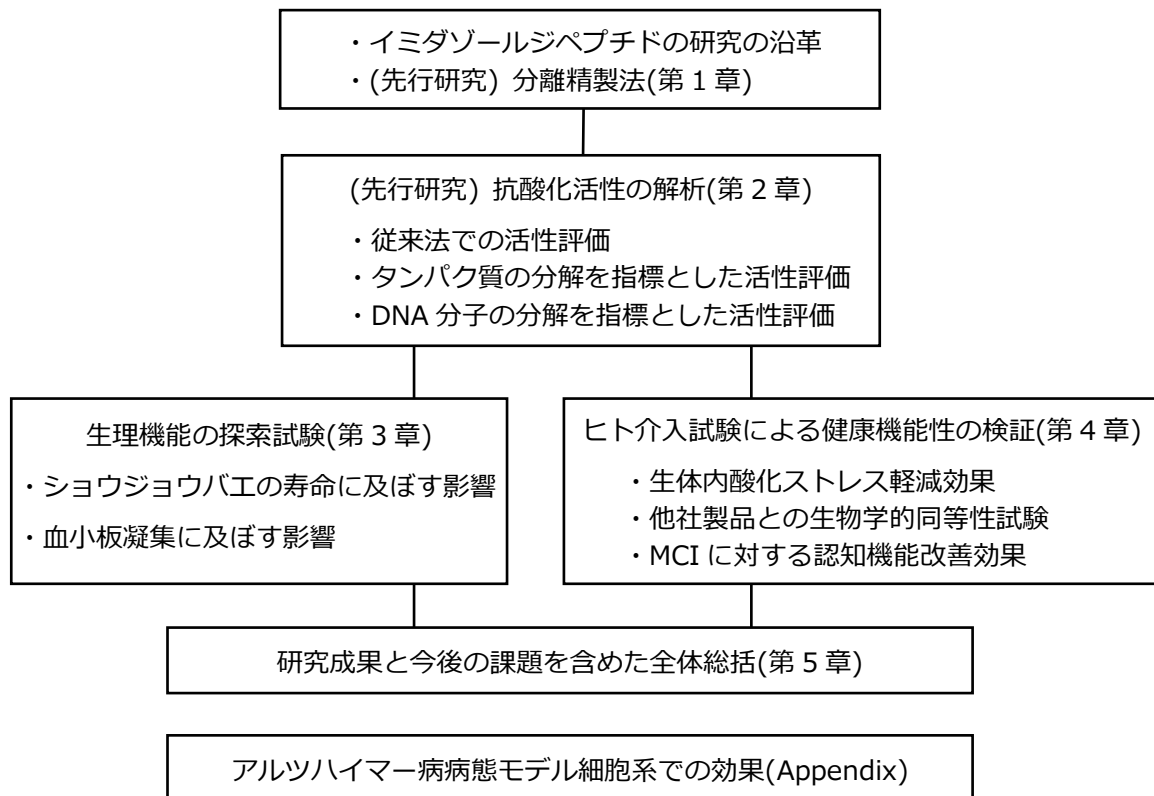 ・イミダゾールジペプチドの研究の沿革
・(先行研究) 分離精製法(第 1 章)
(先行研究) 抗酸化活性の解析(第 2 章)
・従来法での活性評価
・タンパク質の分解を指標とした活性評価
・DNA 分子の分解を指標とした活性評価
生理機能の探索試験(第 3 章)
・ショウジョウバエの寿命に及ぼす影響
・血小板凝集に及ぼす影響
ヒト介入試験による健康機能性の検証(第 4 章)
・生体内酸化ストレス軽減効果
・他社製品との生物学的同等性試験
・MCI に対する認知機能改善効果
研究成果と今後の課題を含めた全体総括(第 5 章)
アルツハイマー病病態モデル細胞系での効果(Appendix)